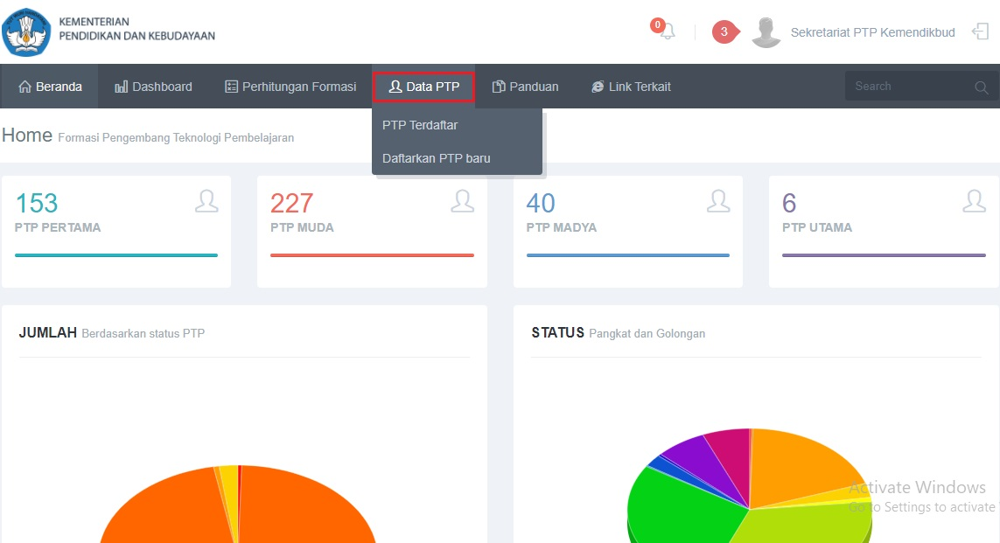 KEMENTERIAN
PENDIDIKAN DAN KEBUDAYAAN
0
3
Sekretariat PTP Kemendikbud
Beranda
Dashboard
Perhitungan Formasi
Data PTP
Panduan
Link Terkait
Search
PTP Terdaftar
Daftarkan PTP baru
Home Formasi Pengembang Teknologi Pembelajaran
153
PTP PERTAMA
227
PTP MUDA
40
PTP MADYA
6
PTP UTAMA
JUMLAH Berdasarkan status PTP
STATUS Pangkat dan Golongan
Activate Windows
Go to Settings to activate